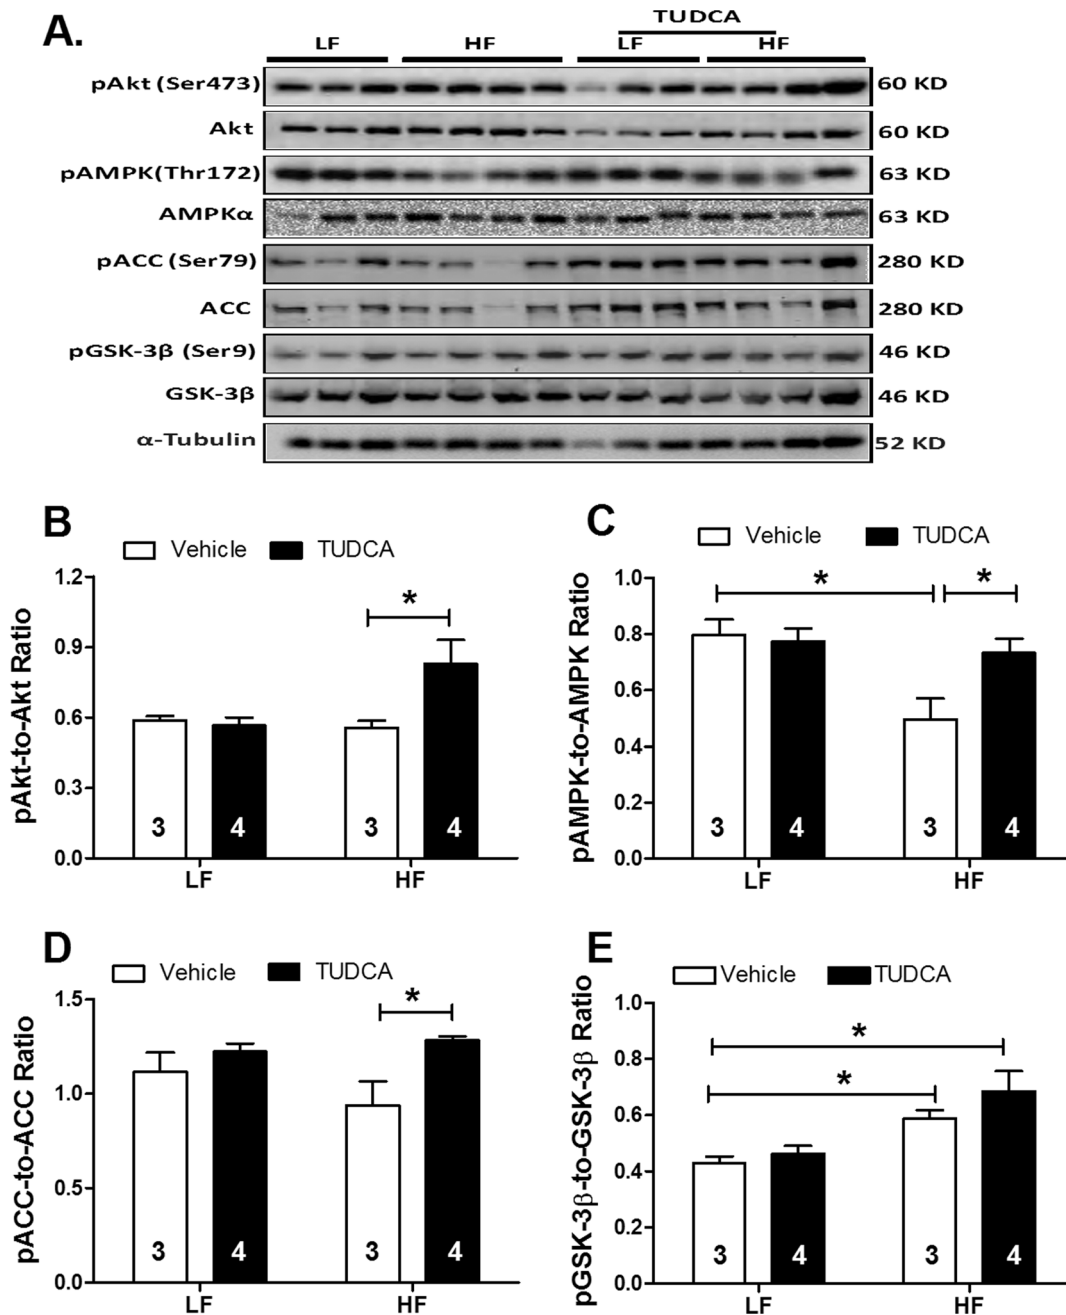 A.
TUDCA
LF HF LF HF
pAkt (Ser473) 60 KD
Akt 60 KD
pAMPK(Thr172) 63 KD
AMPKα 63 KD
pACC (Ser79) 280 KD
ACC 280 KD
pGSK-3β (Ser9) 46 KD
GSK-3β 46 KD
α-Tubulin 52 KD
B
Vehicle TUDCA
pAkt-to-Akt Ratio
1.2
0.9
0.6
0.3
0.0
*
3 4 3 4
LF HF
C
Vehicle TUDCA
pAMPK-to-AMPK Ratio
1.0
0.8
0.6
0.4
0.2
0.0
* *
3 4 3 4
LF HF
D
Vehicle TUDCA
pACC-to-ACC Ratio
1.5
1.0
0.5
0.0
*
3 4 3 4
LF HF
E
Vehicle TUDCA
pGSK-3β-to-GSK-3β Ratio
1.0
0.8
0.6
0.4
0.2
0.0
*
*
3 4 3 4
LF HF